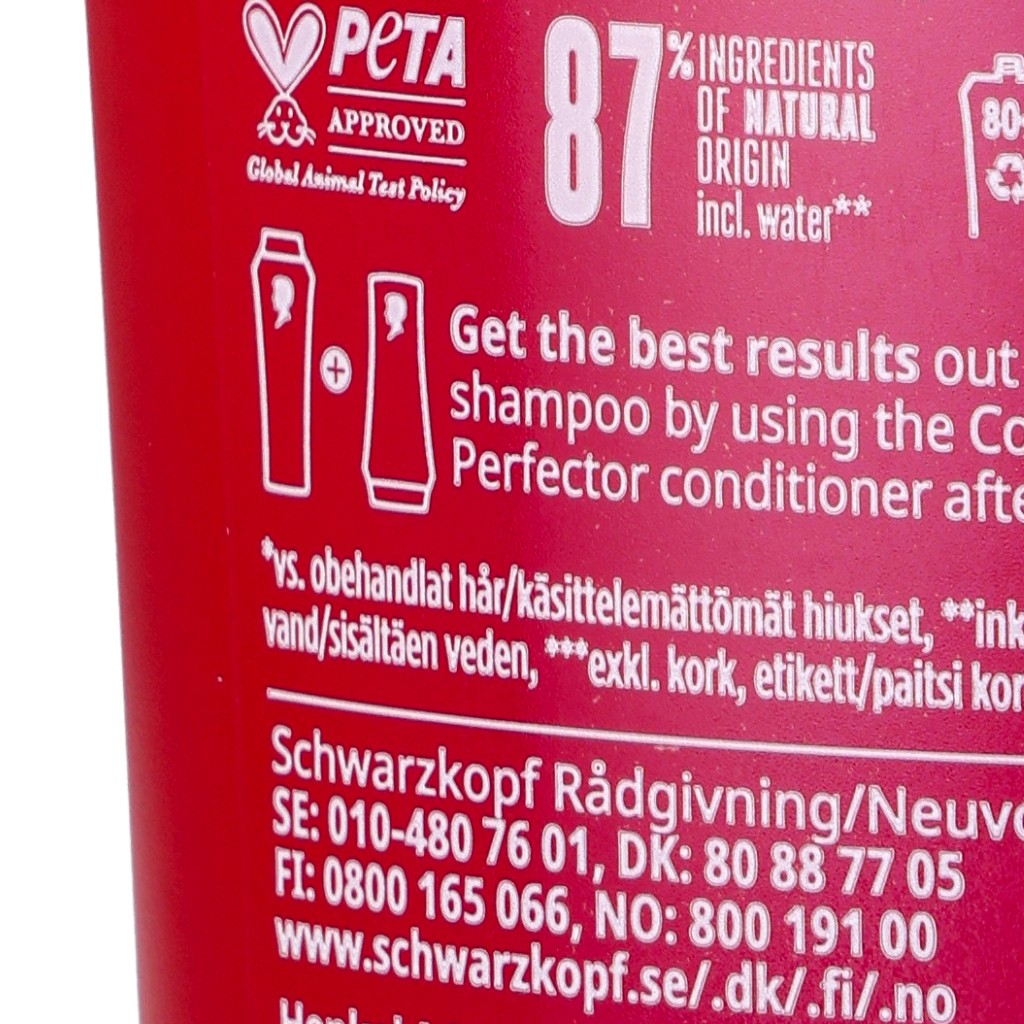 PETA
APPROVED
Global Animal Test Policy
87% INGREDIENTS
OF NATURAL
ORIGIN
incl. water**
80
Get the best results out
shampoo by using the Co
Perfector conditioner afte
*vs. obehandlat hår/käsittelemättömät hiukset, **ink
vand/sisältäen veden, ***exkl. kork, etikett/paitsi kor
Schwarzkopf Rådgivning/Neuvo
SE: 010-480 76 01, DK: 80 88 77 05
FI: 0800 165 066, NO: 800 191 00
www.schwarzkopf.se/.dk/.fi/.no